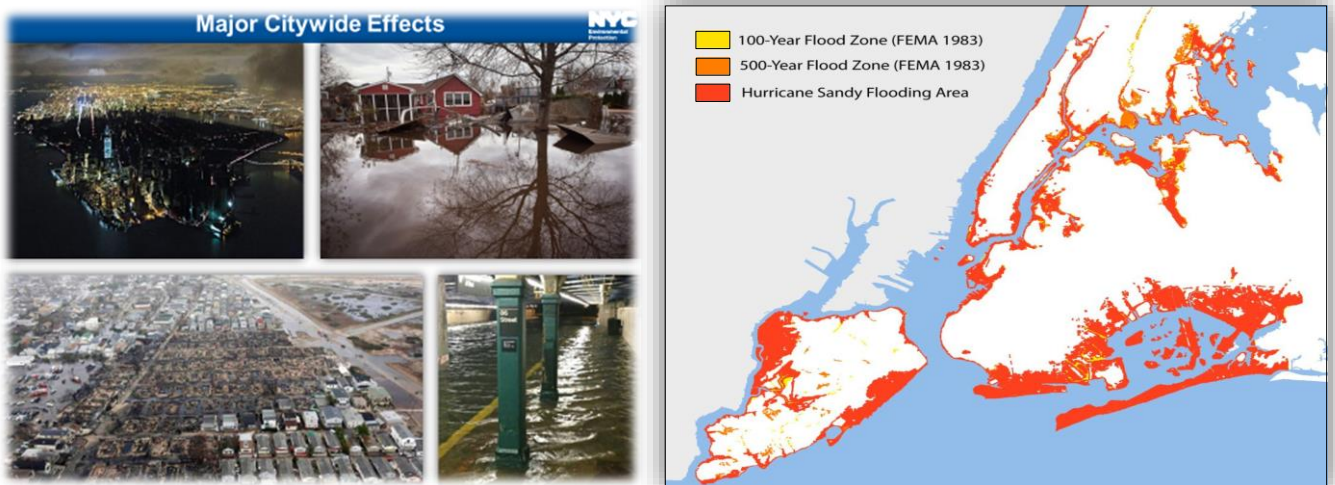 Major Citywide Effects
NYC
Environmental
Protection
Street
100-Year Flood Zone (FEMA 1983)
500-Year Flood Zone (FEMA 1983)
Hurricane Sandy Flooding Area